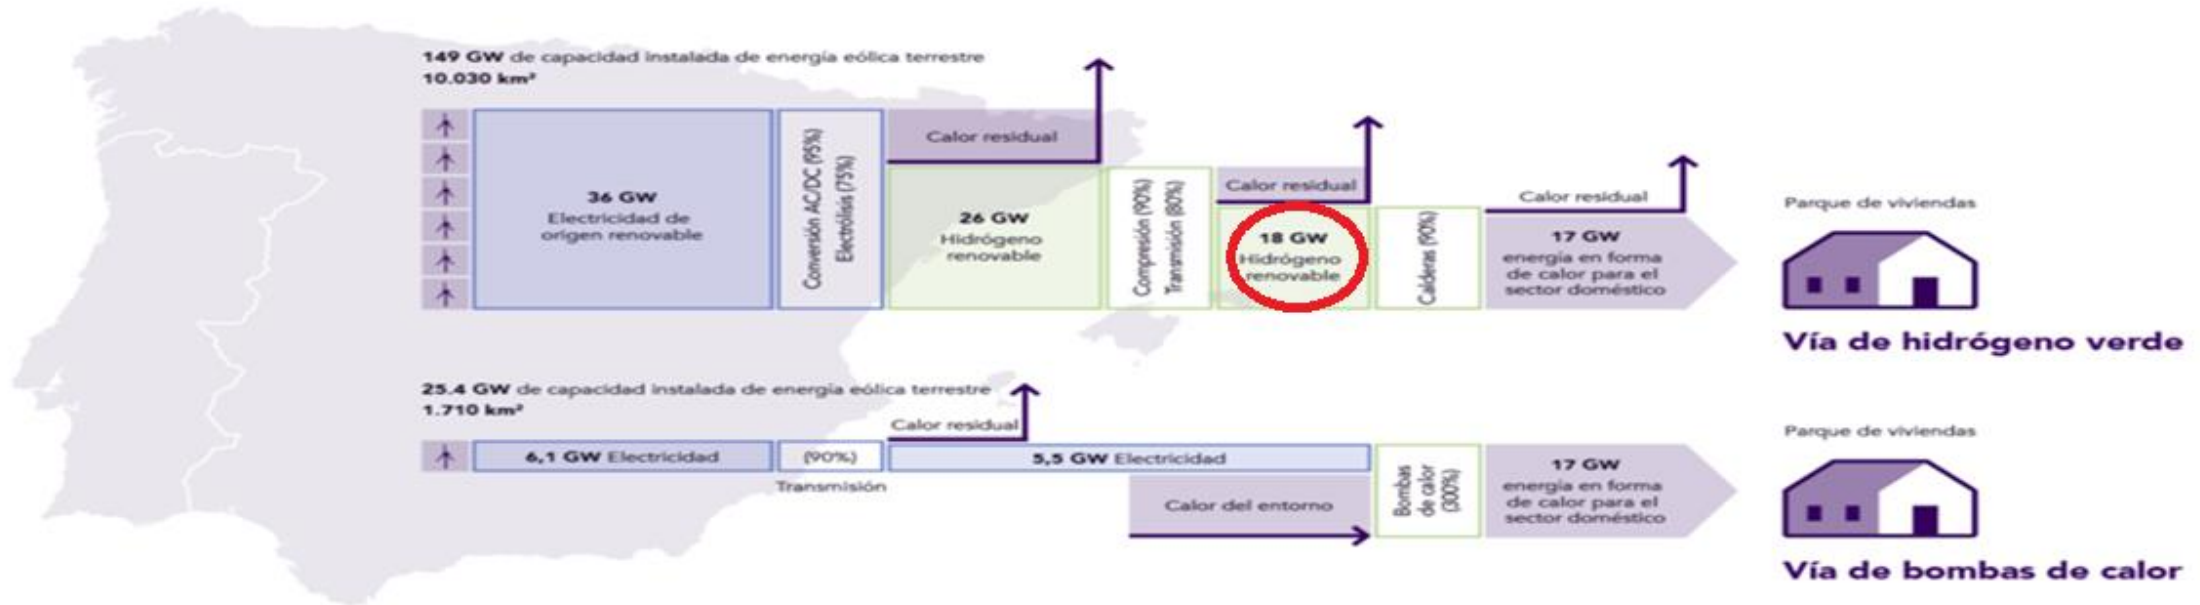 149 GW de capacidad instalada de energía eólica terrestre
10.030 km²
36 GW
Electricidad de
origen renovable
Conversión AC/DC (95%)
Electrólisis (75%)
Calor residual
26 GW
Hidrógeno
renovable
Compresión (90%)
Transmisión (80%)
Calor residual
18 GW
Hidrógeno
renovable
Calderas (90%)
Calor residual
17 GW
energía en forma
de calor para el
sector doméstico
Parque de viviendas
Vía de hidrógeno verde
25.4 GW de capacidad instalada de energía eólica terrestre
1.710 km²
6,1 GW Electricidad
(90%)
Transmisión
Calor residual
5,5 GW Electricidad
Calor del entorno
Bombas
de calor
(300%)
17 GW
energía en forma
de calor para el
sector doméstico
Parque de viviendas
Vía de bombas de calor